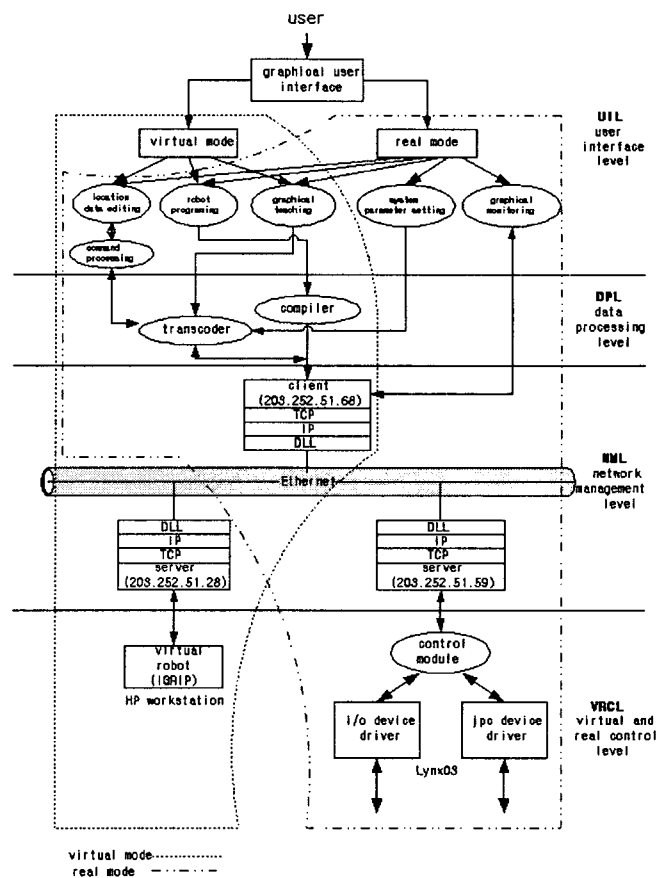 user
graphical user
interface
UIL
user
interface
level
virtual mode
real mode
location
data editing
robot
programing
graphical
teaching
system
parameter setting
graphical
monitoring
command
processing
compiler
transcoder
DPL
data
processing
level
client
(203.252.51.68)
TCP
IP
DLL
NML
network
management
level
Ethernet
DLL
IP
TCP
server
(203.252.51.28)
DLL
IP
TCP
server
(203.252.51.59)
virtual
robot
(IGRIP)
HP workstation
control
module
i/o device
driver
jpc device
driver
LynxOS
VRCL
virtual and
real control
level
virtual mode
real mode